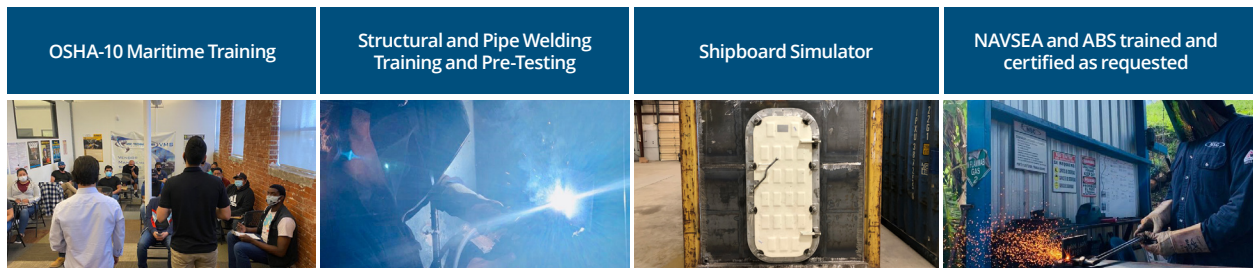 OSHA-10 Maritime Training
Structural and Pipe Welding
Training and Pre-Testing
Shipboard Simulator
NAVSEA and ABS trained and
certified as requested